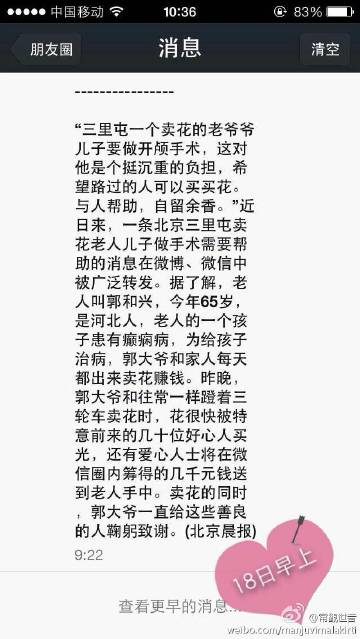 中国移动 10:36 83%
朋友圈 消息 清空
----------------
“三里屯一个卖花的老爷爷
儿子要做开颅手术，这对
他是个挺沉重的负担，希
望路过的人可以买买花。
与人帮助，自留余香。”近
日来，一条北京三里屯卖
花老人儿子做手术需要帮
助的消息在微博、微信中
被广泛转发。据了解，老
人叫郭和兴，今年65岁，
是河北人，老人的一个孩
子患有癫痫病，为给孩子
治病，郭大爷和家人每天
都出来卖花赚钱。昨晚，
郭大爷和往常一样蹬着三
轮车卖花时，花很快被特
意前来的几十位好心人买
光，还有爱心人士将在微
信圈内筹得的几千元钱送
到老人手中。卖花的同时
，郭大爷一直给这些善良
的人鞠躬致谢。(北京晨报)
9:22
18日早上
查看更早的消息...
weibo.com/manjuvimalakirti